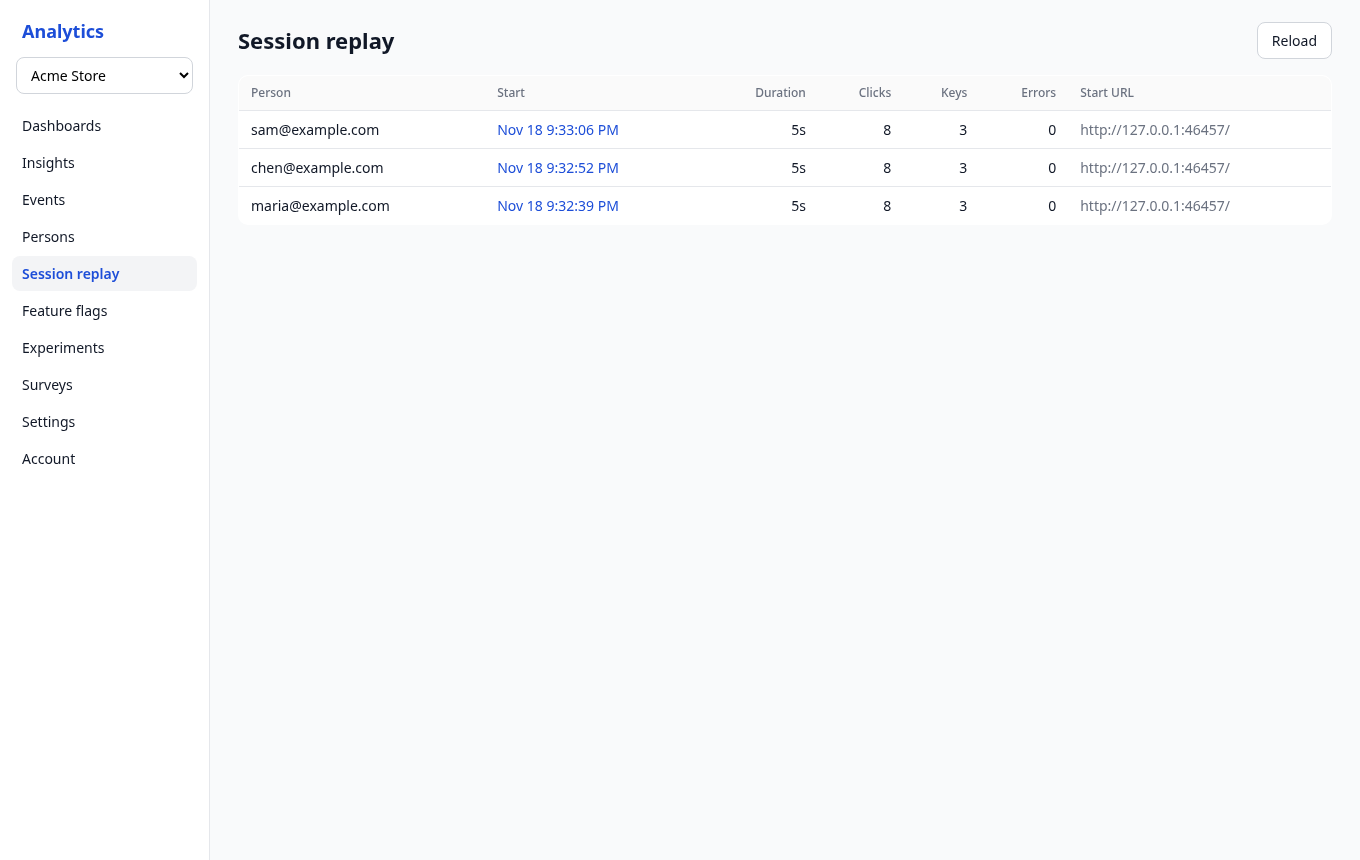 Analytics
Acme Store
Dashboards
Insights
Events
Persons
Session replay
Feature flags
Experiments
Surveys
Settings
Account
Session replay
Reload
Person Start Duration Clicks Keys Errors Start URL
sam@example.com Nov 18 9:33:06 PM 5s 8 3 0 http://127.0.0.1:46457/
chen@example.com Nov 18 9:32:52 PM 5s 8 3 0 http://127.0.0.1:46457/
maria@example.com Nov 18 9:32:39 PM 5s 8 3 0 http://127.0.0.1:46457/